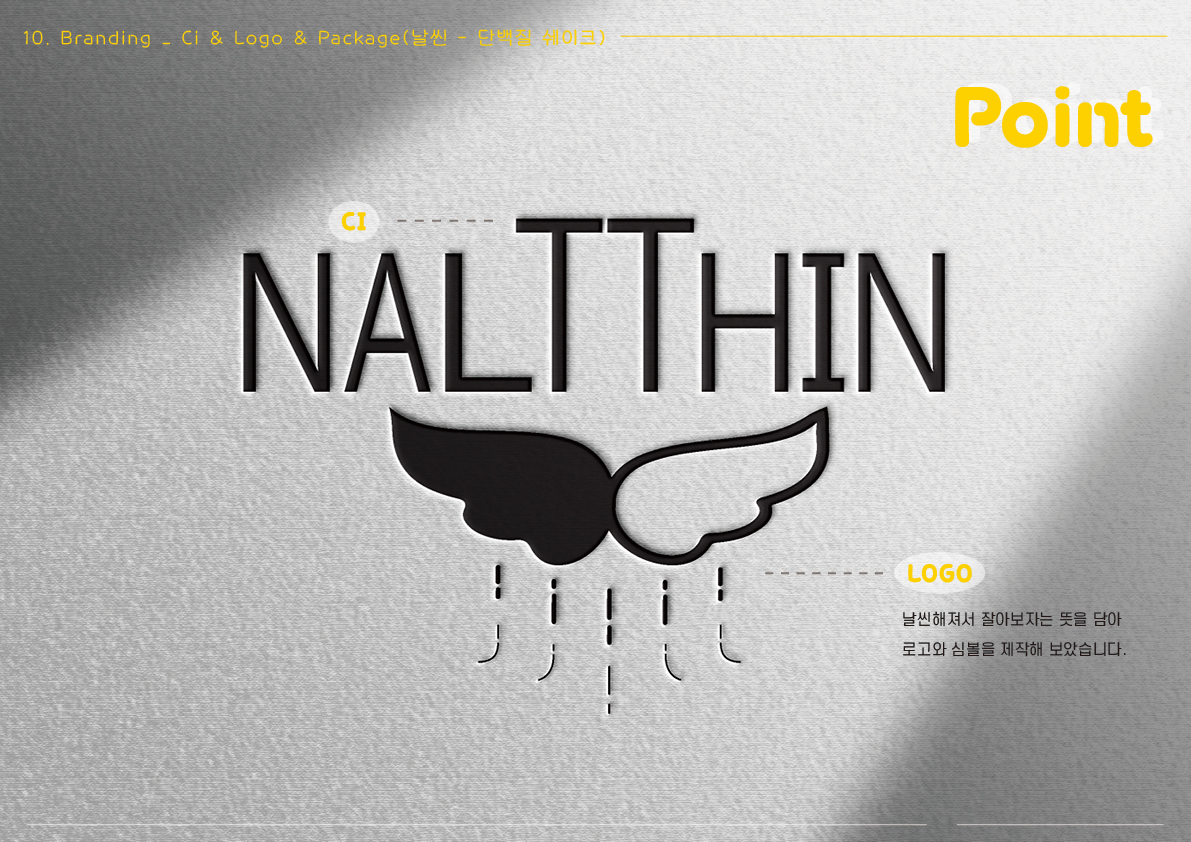 10. Branding _ Ci & Logo & Package(날씬 - 단백질 쉐이크)
Point
CI
NALTTHIN
LOGO
날씬해져서 잘아보자는 뜻을 담아
로고와 심볼을 제작해 보았습니다.